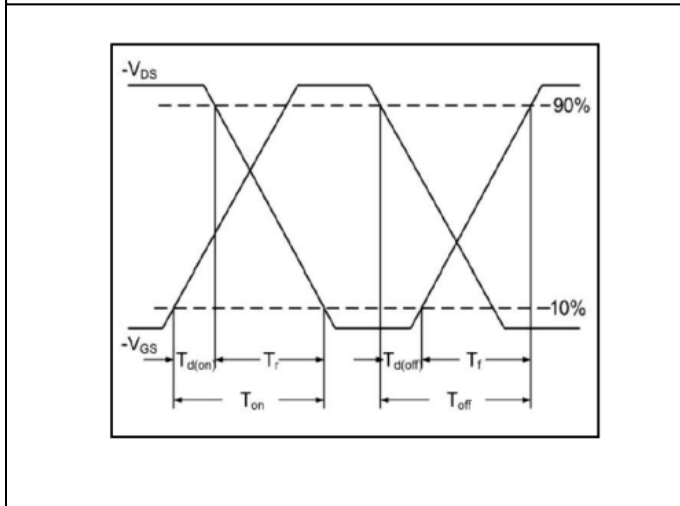 -VDS
90%
10%
-VGS
Td(on) Tr Td(off) Tf
Ton Toff